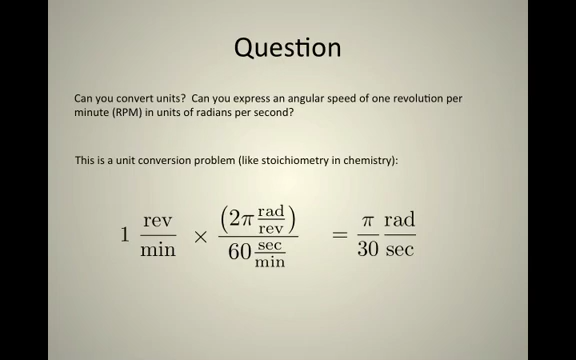 Question
Can you convert units? Can you express an angular speed of one revolution per
minute (RPM) in units of radians per second?
This is a unit conversion problem (like stoichiometry in chemistry):
1 rev/min × (2π rad/rev)/(60 sec/min) = π/30 rad/sec